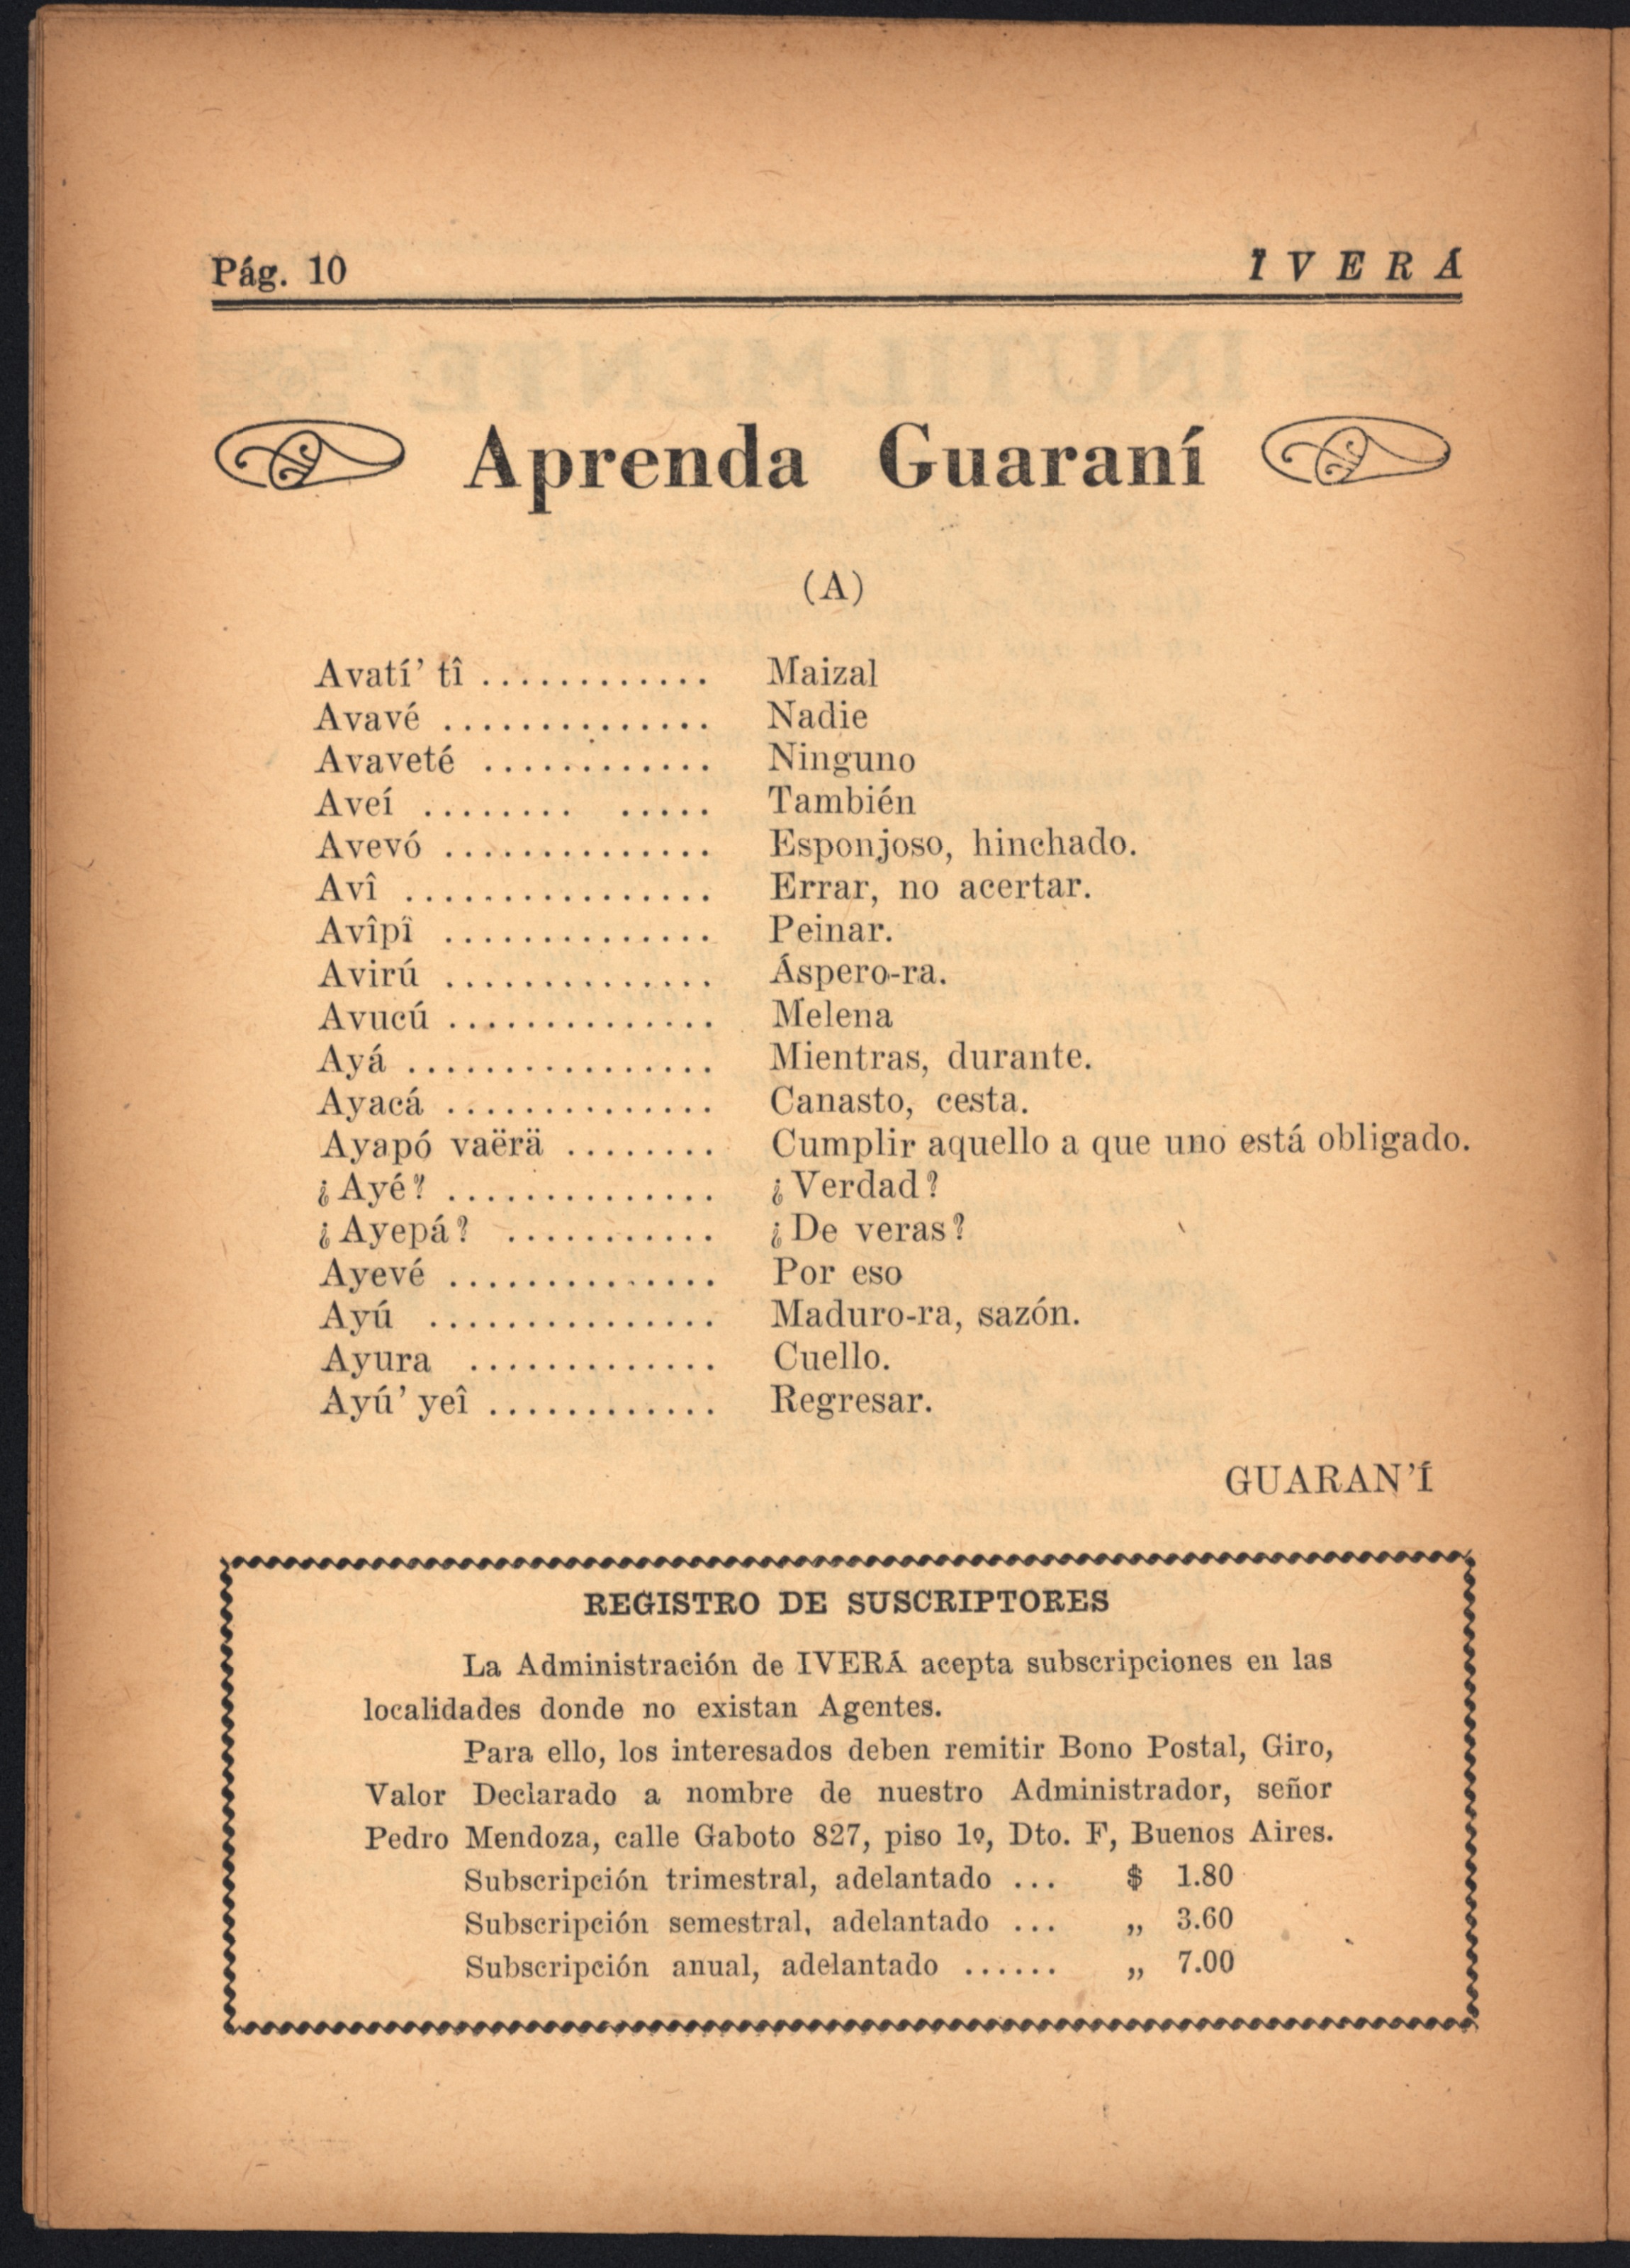 Pág. 10 Ï V E R Á
Aprenda Guaraní
(A)
Avatí' tî ............ Maizal
Avavé .............. Nadie
Avaveté ............ Ninguno
Aveí ........ ..... También
Avevó .............. Esponjoso, hinchado.
Avî ................ Errar, no acertar.
Avîpï .............. Peinar.
Avirú .............. Áspero-ra.
Avucú .............. Melena
Ayá ................ Mientras, durante.
Ayacá .............. Canasto, cesta.
Ayapó vaërä ........ Cumplir aquello a que uno está obligado.
¿Ayé? .............. ¿Verdad?
¿Ayepá? ........... ¿De veras?
Ayevé .............. Por eso
Ayú ............... Maduro-ra, sazón.
Ayura ............. Cuello.
Ayú' yeî ............ Regresar.
GUARAN'Í
REGISTRO DE SUSCRIPTORES
La Administración de IVERÁ acepta subscripciones en las
localidades donde no existan Agentes.
Para ello, los interesados deben remitir Bono Postal, Giro,
Valor Declarado a nombre de nuestro Administrador, señor
Pedro Mendoza, calle Gaboto 827, piso 1º, Dto. F, Buenos Aires.
Subscripción trimestral, adelantado ... $ 1.80
Subscripción semestral, adelantado ... „ 3.60
Subscripción anual, adelantado ...... „ 7.00